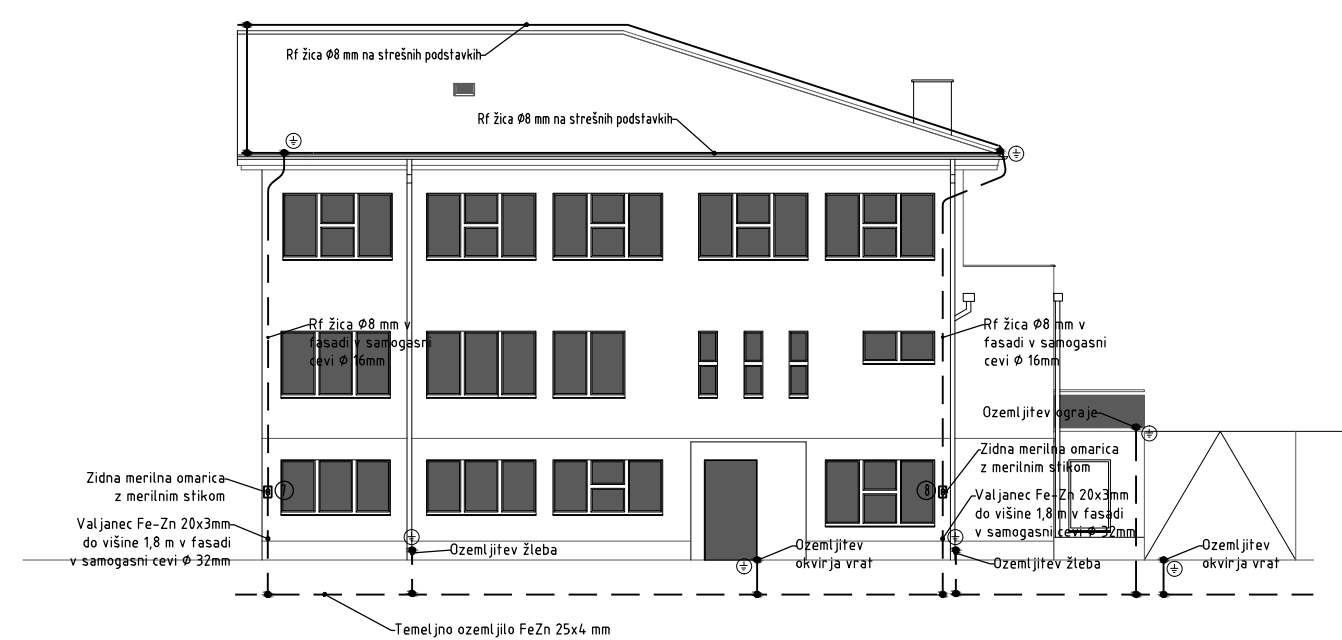 Rf žica Ø8 mm na strešnih podstavkih
Rf žica Ø8 mm na strešnih podstavkih
Rf žica Ø8 mm v
fasadi v samogasni
cevi Ø 16mm
Rf žica Ø8 mm v
fasadi v samogasni
cevi Ø 16mm
Ozemljitev ograje
Zidna merilna omarica
z merilnim stikom
7
8
Zidna merilna omarica
z merilnim stikom
Valjanec Fe-Zn 20x3mm
do višine 1,8 m v fasadi
v samogasni cevi Ø 32mm
Valjanec Fe-Zn 20x3mm
do višine 1,8 m v fasadi
v samogasni cevi Ø 32mm
Ozemljitev žleba
Ozemljitev
okvirja vrat
Ozemljitev žleba
Ozemljitev
okvirja vrat
Temeljno ozemljilo FeZn 25x4 mm